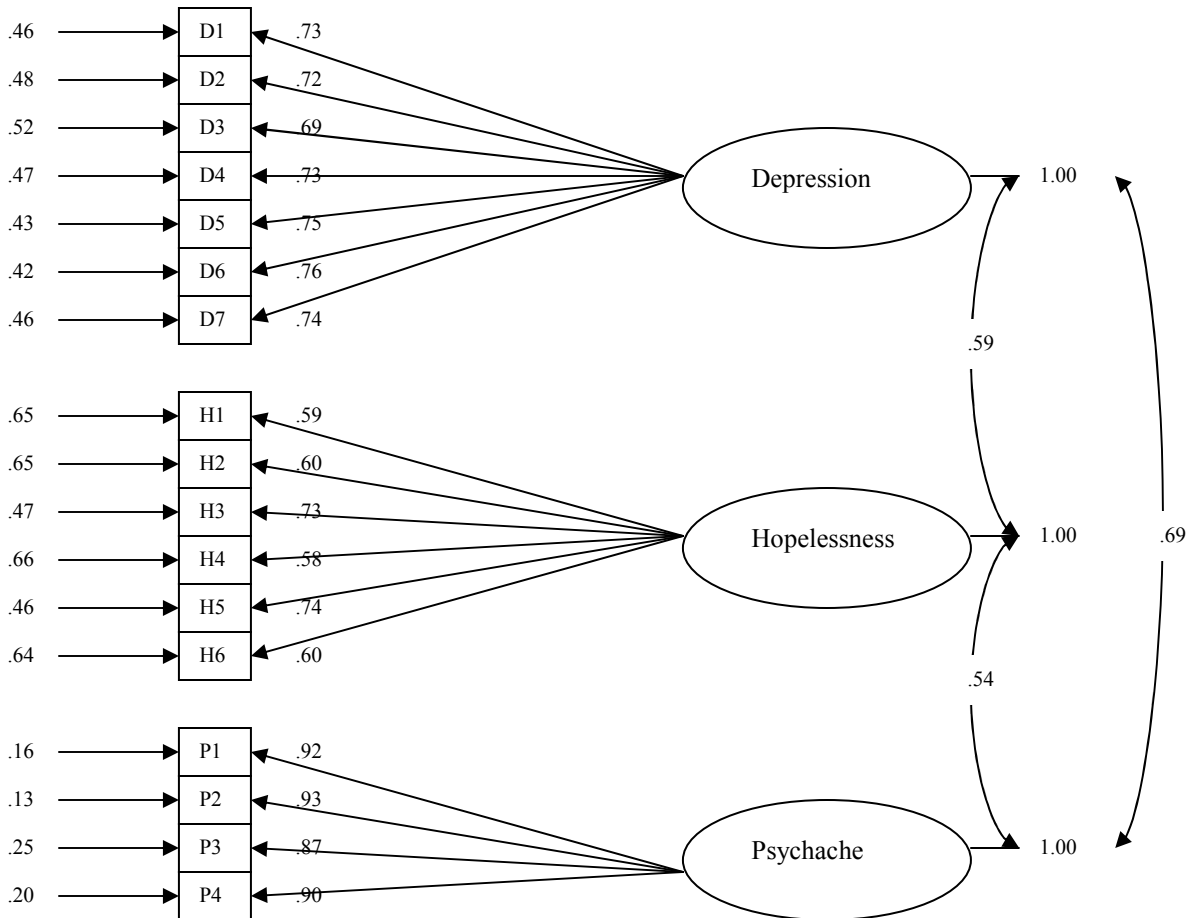 .46 D1 .73
.48 D2 .72
.52 D3 .69
.47 D4 .73 Depression 1.00
.43 D5 .75
.42 D6 .76
.46 D7 .74
.59
.65 H1 .59
.65 H2 .60
.47 H3 .73
Hopelessness 1.00 .69
.66 H4 .58
.46 H5 .74
.64 H6 .60
.54
.16 P1 .92
.13 P2 .93
.25 P3 .87 Psychache 1.00
.20 P4 .90